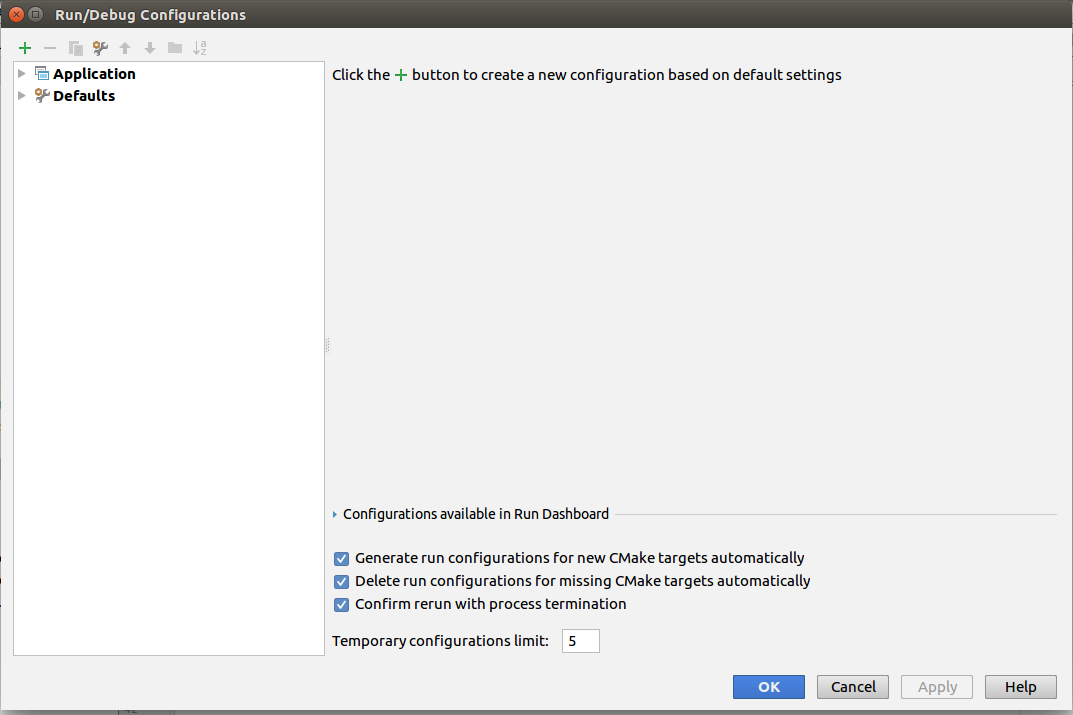 Run/Debug Configurations
Application
Defaults
Click the + button to create a new configuration based on default settings
Configurations available in Run Dashboard
Generate run configurations for new CMake targets automatically
Delete run configurations for missing CMake targets automatically
Confirm rerun with process termination
Temporary configurations limit: 5
OK Cancel Apply Help